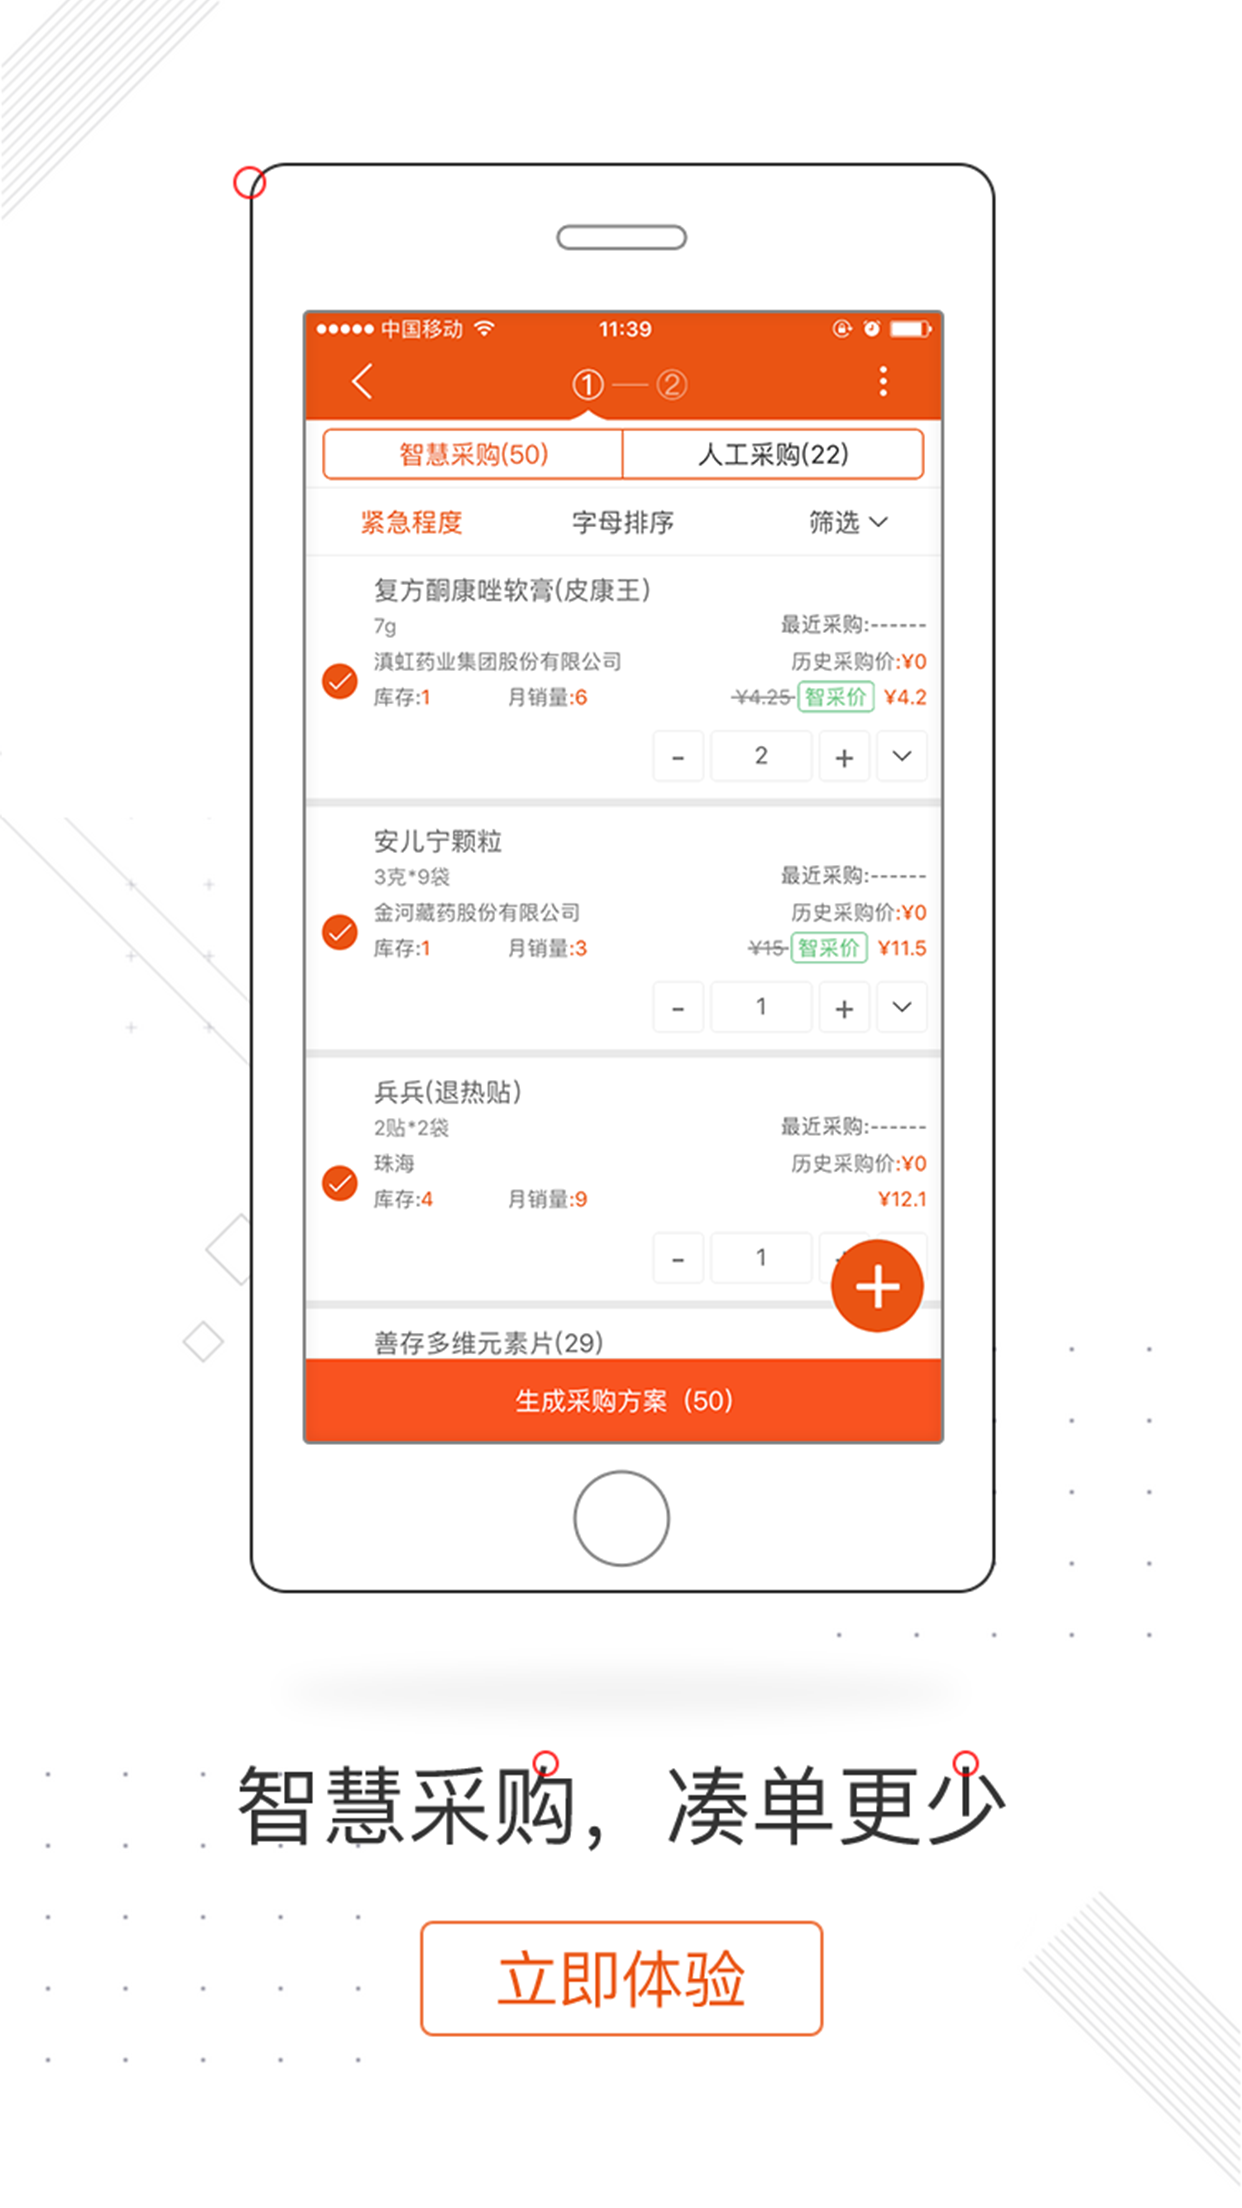 中国移动 11:39
① ②
智慧采购(50) 人工采购(22)
紧急程度 字母排序 筛选
复方酮康唑软膏(皮康王)
7g 最近采购:------
滇虹药业集团股份有限公司 历史采购价:¥0
库存:1 月销量:6 ¥4.25 智采价 ¥4.2
- 2 +
安儿宁颗粒
3克*9袋 最近采购:------
金河藏药股份有限公司 历史采购价:¥0
库存:1 月销量:3 ¥15 智采价 ¥11.5
- 1 +
兵兵(退热贴)
2贴*2袋 最近采购:------
珠海 历史采购价:¥0
库存:4 月销量:9 ¥12.1
- 1 +
善存多维元素片(29)
生成采购方案（50）
智慧采购，凑单更少
立即体验